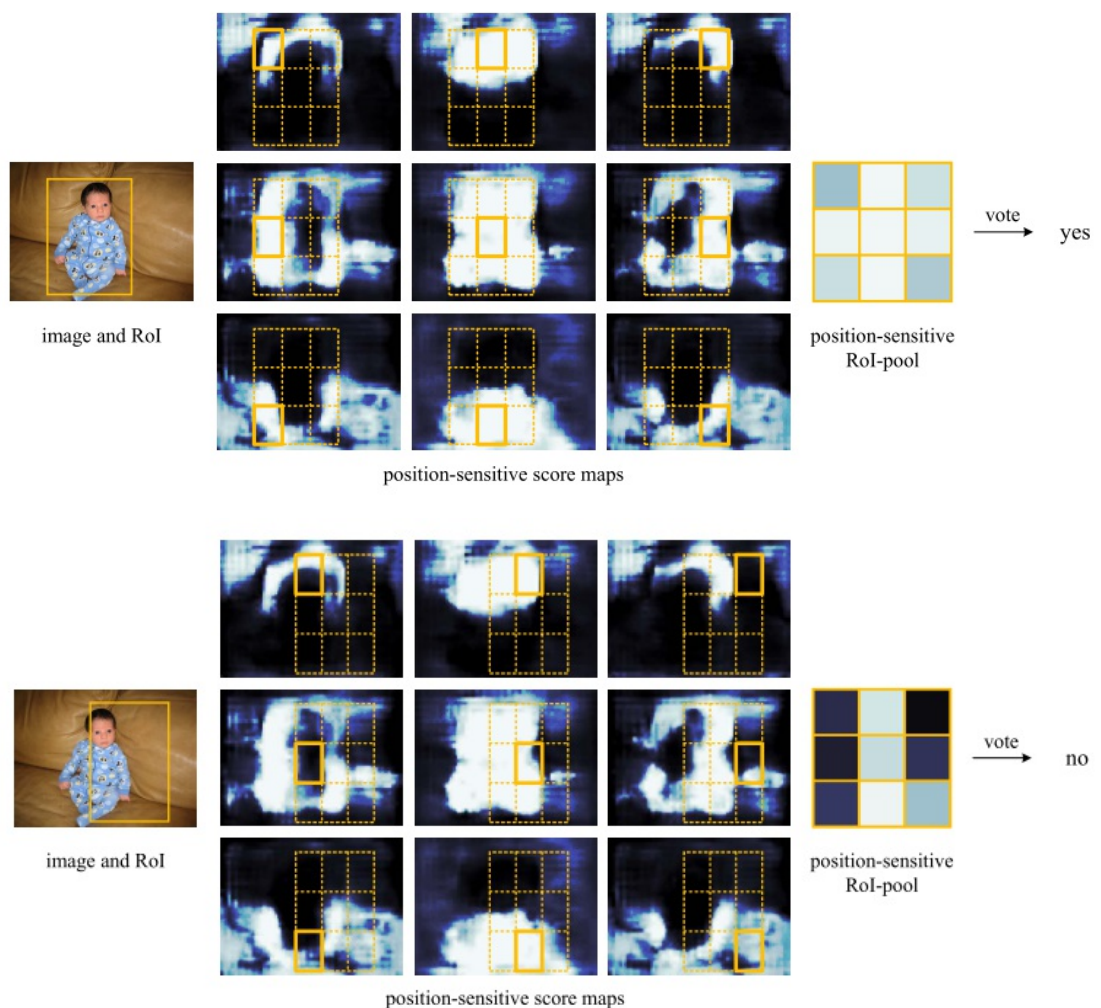 image and RoI
position-sensitive score maps
position-sensitive
RoI-pool
vote
yes
image and RoI
position-sensitive score maps
position-sensitive
RoI-pool
vote
no